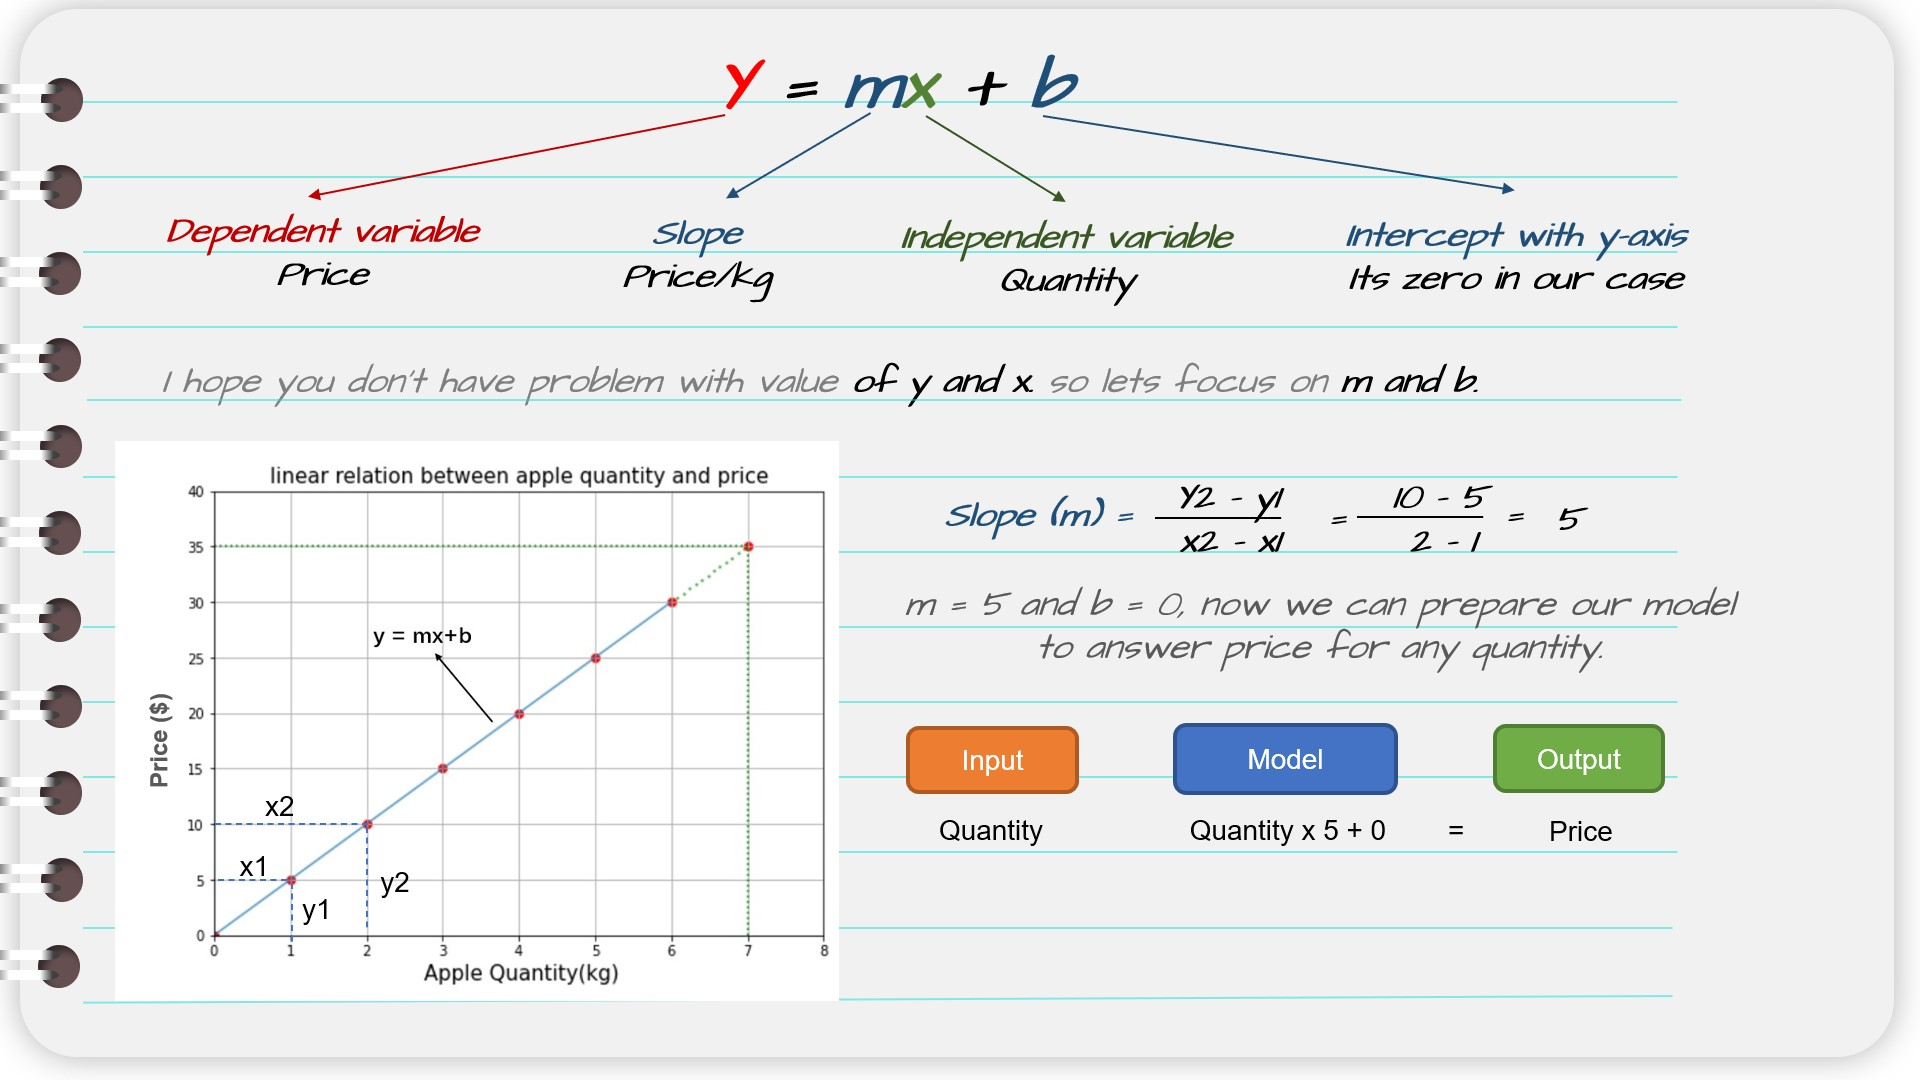 y = mx + b
Dependent variable Slope Independent variable Intercept with y-axis
Price Price/kg Quantity Its zero in our case
I hope you don't have problem with value of y and x. so lets focus on m and b.
linear relation between apple quantity and price
40
35
30
25
20
15
10
5
0
Price ($)
y = mx+b
x2
x1
y2
y1
0 1 2 3 4 5 6 7 8
Apple Quantity(kg)
Y2 - y1 10 - 5
Slope (m) = = = 5
x2 - x1 2 - 1
m = 5 and b = 0, now we can prepare our model
to answer price for any quantity.
Input Model Output
Quantity Quantity x 5 + 0 = Price